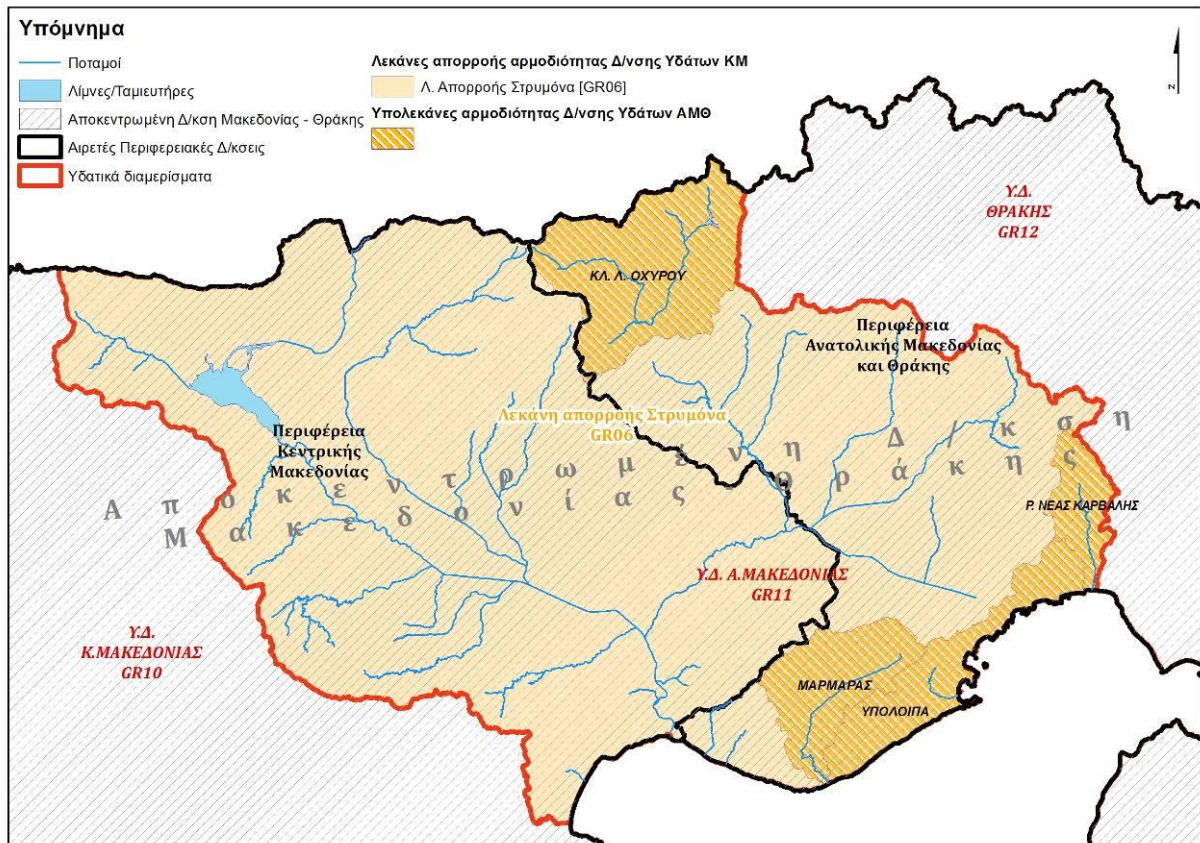 Υπόμνημα
Ποταμοί
Λίμνες/Ταμιευτήρες
Αποκεντρωμένη Δ/κση Μακεδονίας - Θράκης
Αιρετές Περιφερειακές Δ/κσεις
Υδατικά διαμερίσματα
Λεκάνες απορροής αρμοδιότητας Δ/νσης Υδάτων ΚΜ
Λ. Απορροής Στρυμόνα [GR06]
Υπολεκάνες αρμοδιότητας Δ/νσης Υδάτων ΑΜΘ
N
Υ.Δ.
ΘΡΑΚΗΣ
GR12
ΚΛ. Λ. ΟΧΥΡΟΥ
Περιφέρεια
Ανατολικής Μακεδονίας
και Θράκης
Λεκάνη απορροής Στρυμόνα
GR06
Περιφέρεια
Κεντρικής
Μακεδονίας
Αποκεντρωμένη Δ/κση
Μακεδονίας - Θράκης
Ρ. ΝΕΑΣ ΚΑΡΒΑΛΗΣ
Υ.Δ. Α.ΜΑΚΕΔΟΝΙΑΣ
GR11
Υ.Δ.
Κ.ΜΑΚΕΔΟΝΙΑΣ
GR10
ΜΑΡΜΑΡΑΣ
ΥΠΟΛΟΙΠΑ